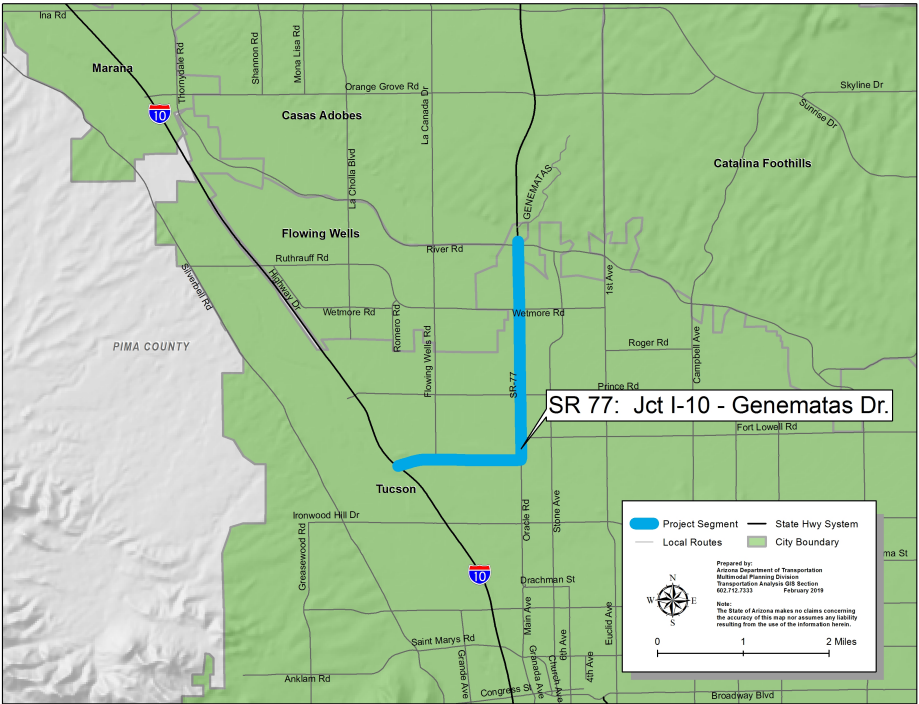 Ina Rd
Marana
Thornydale Rd
Shannon Rd
Mona Lisa Rd
Orange Grove Rd
Skyline Dr
Sunrise Dr
10
Casas Adobes
La Canada Dr
La Cholla Blvd
Catalina Foothills
GENEMATAS
Flowing Wells
River Rd
Ruthrauff Rd
Silverbell Rd
Highway Dr
1st Ave
Wetmore Rd
Romero Rd
Wetmore Rd
PIMA COUNTY
Flowing Wells Rd
Roger Rd
Campbell Ave
SR-77
Prince Rd
SR 77: Jct I-10 - Genematas Dr.
Fort Lowell Rd
Tucson
Ironwood Hill Dr
Greasewood Rd
Oracle Rd
Stone Ave
10
Drachman St
Main Ave
Euclid Ave
6th Ave
Saint Marys Rd
Grande Ave
Granada Ave
Church Ave
4th Ave
Anklam Rd
Congress St
Broadway Blvd
ma St
Project Segment
State Hwy System
Local Routes
City Boundary
Prepared by:
Arizona Department of Transportation
Multimodal Planning Division
Transportation Analysis GIS Section
602.712.7333 February 2019
Note:
The State of Arizona makes no claims concerning
the accuracy of this map nor assumes any liability
resulting from the use of the information herein.
N
W E
S
0 1 2 Miles